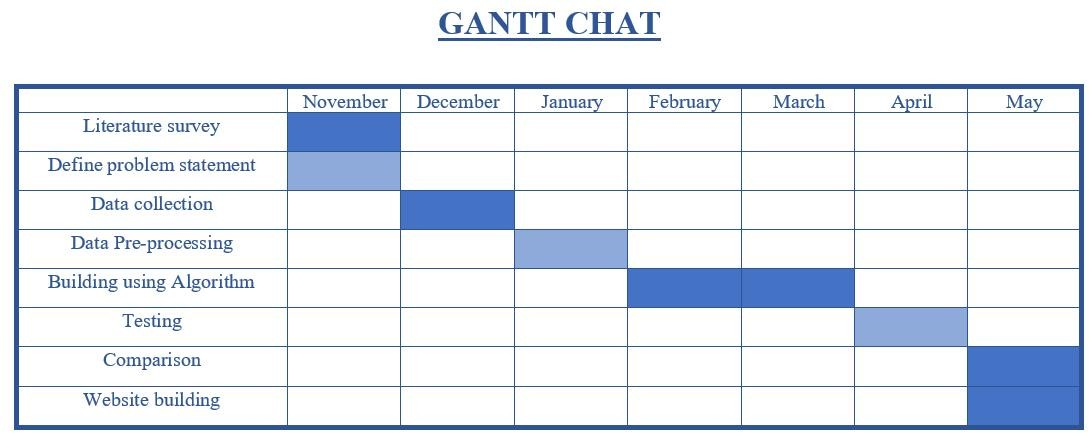 GANTT CHAT
November December January February March April May
Literature survey
Define problem statement
Data collection
Data Pre-processing
Building using Algorithm
Testing
Comparison
Website building